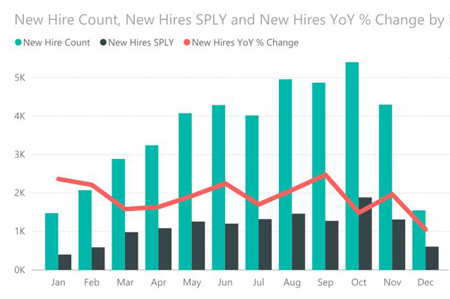 New Hire Count, New Hires SPLY and New Hires YoY % Change by
New Hire Count New Hires SPLY New Hires YoY % Change
5K
4K
3K
2K
1K
0K
Jan Feb Mar Apr May Jun Jul Aug Sep Oct Nov Dec